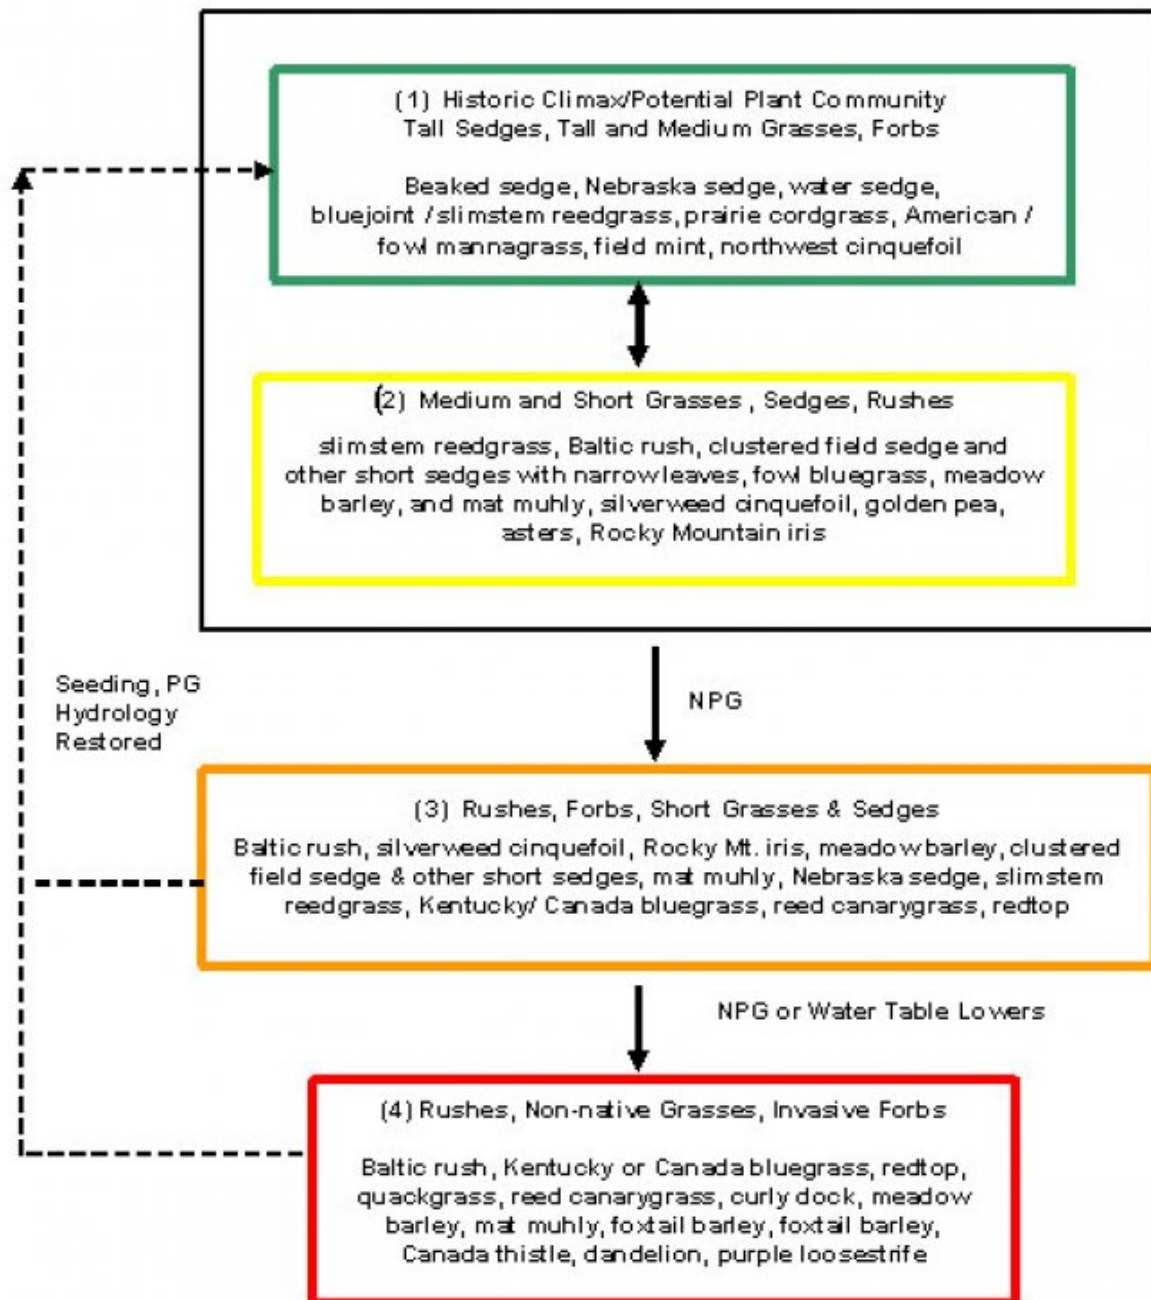 (1) Historic Climax/Potential Plant Community
Tall Sedges, Tall and Medium Grasses, Forbs
Beaked sedge, Nebraska sedge, water sedge,
bluejoint / slimstem reedgrass, prairie cordgrass, American /
fowl mannagrass, field mint, northwest cinquefoil
(2) Medium and Short Grasses , Sedges, Rushes
slimstem reedgrass, Baltic rush, clustered field sedge and
other short sedges with narrow leaves, fowl bluegrass, meadow
barley, and mat muhly, silverweed cinquefoil, golden pea,
asters, Rocky Mountain iris
Seeding, PG
Hydrology
Restored
NPG
(3) Rushes, Forbs, Short Grasses & Sedges
Baltic rush, silverweed cinquefoil, Rocky Mt. iris, meadow barley, clustered
field sedge & other short sedges, mat muhly, Nebraska sedge, slimstem
reedgrass, Kentucky/ Canada bluegrass, reed canarygrass, redtop
NPG or Water Table Lowers
(4) Rushes, Non-native Grasses, Invasive Forbs
Baltic rush, Kentucky or Canada bluegrass, redtop,
quackgrass, reed canarygrass, curly dock, meadow
barley, mat muhly, foxtail barley, foxtail barley,
Canada thistle, dandelion, purple loosestrife